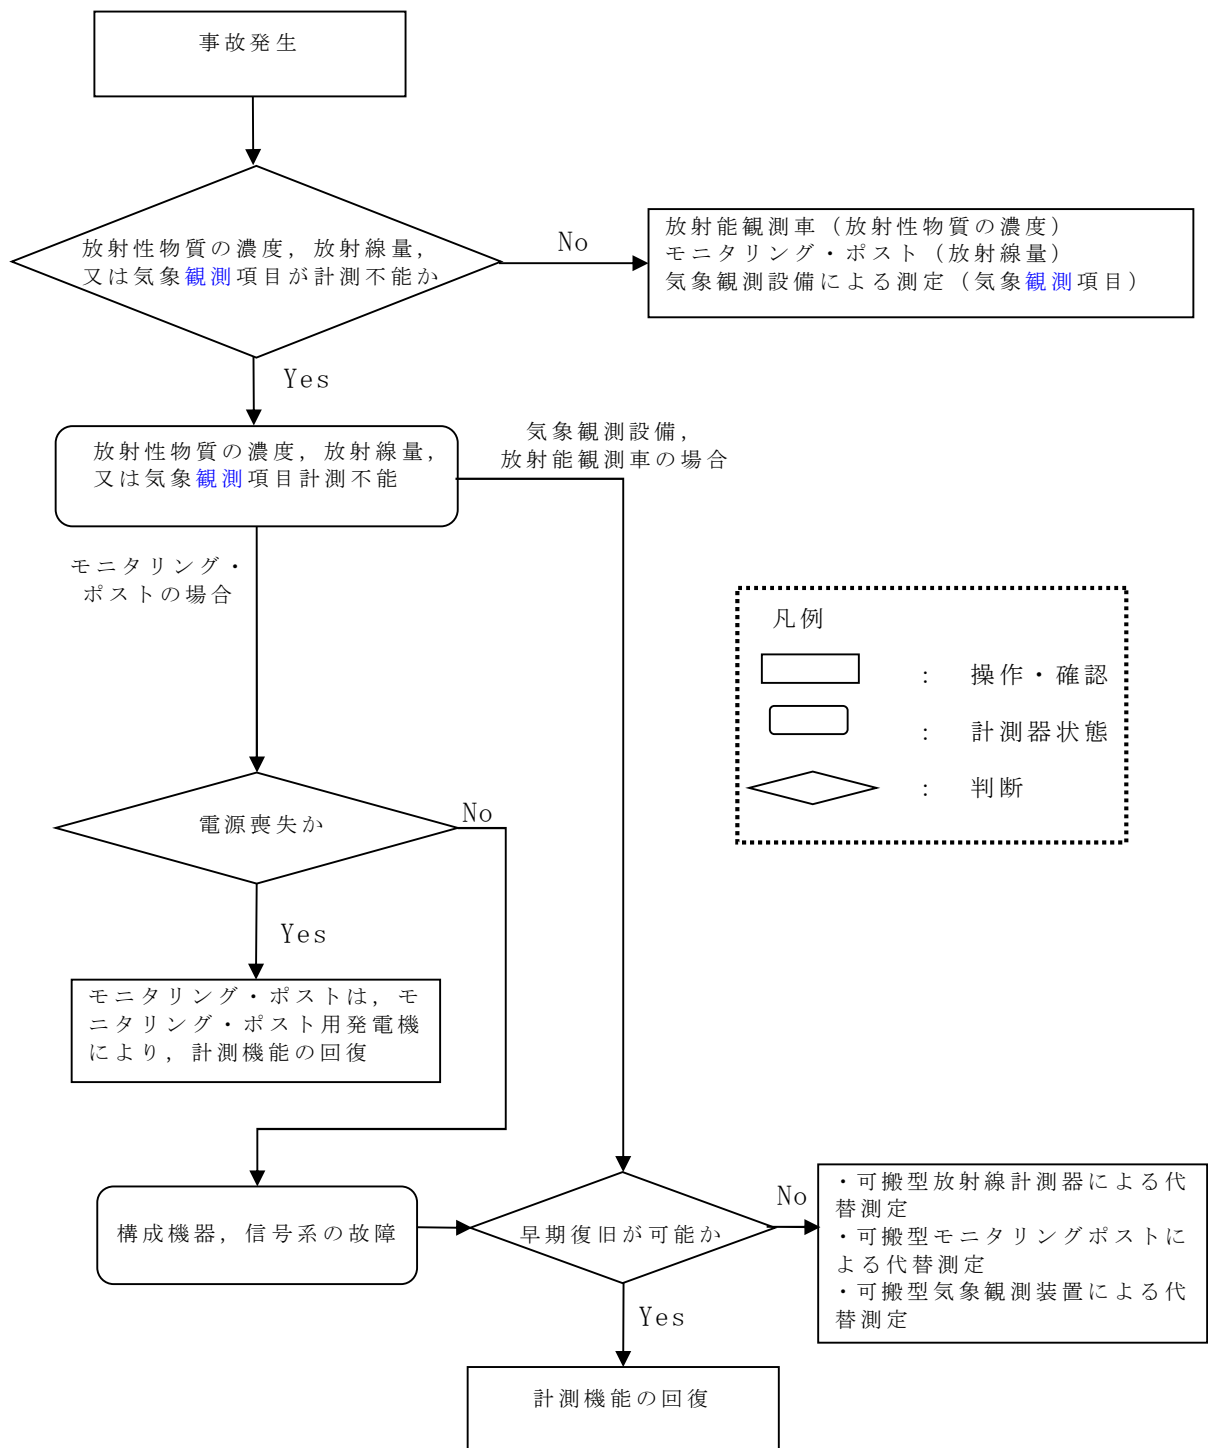 事故発生
放射性物質の濃度，放射線量，
又は気象観測項目が計測不能か
No
放射能観測車（放射性物質の濃度）
モニタリング・ポスト（放射線量）
気象観測設備による測定（気象観測項目）
Yes
放射性物質の濃度，放射線量，
又は気象観測項目計測不能
気象観測設備，
放射能観測車の場合
モニタリング・
ポストの場合
凡例
： 操作・確認
： 計測器状態
： 判断
電源喪失か
No
Yes
モニタリング・ポストは，モ
ニタリング・ポスト用発電機
により，計測機能の回復
構成機器，信号系の故障
早期復旧が可能か
No
・可搬型放射線計測器による代
替測定
・可搬型モニタリングポストに
よる代替測定
・可搬型気象観測装置による代
替測定
Yes
計測機能の回復